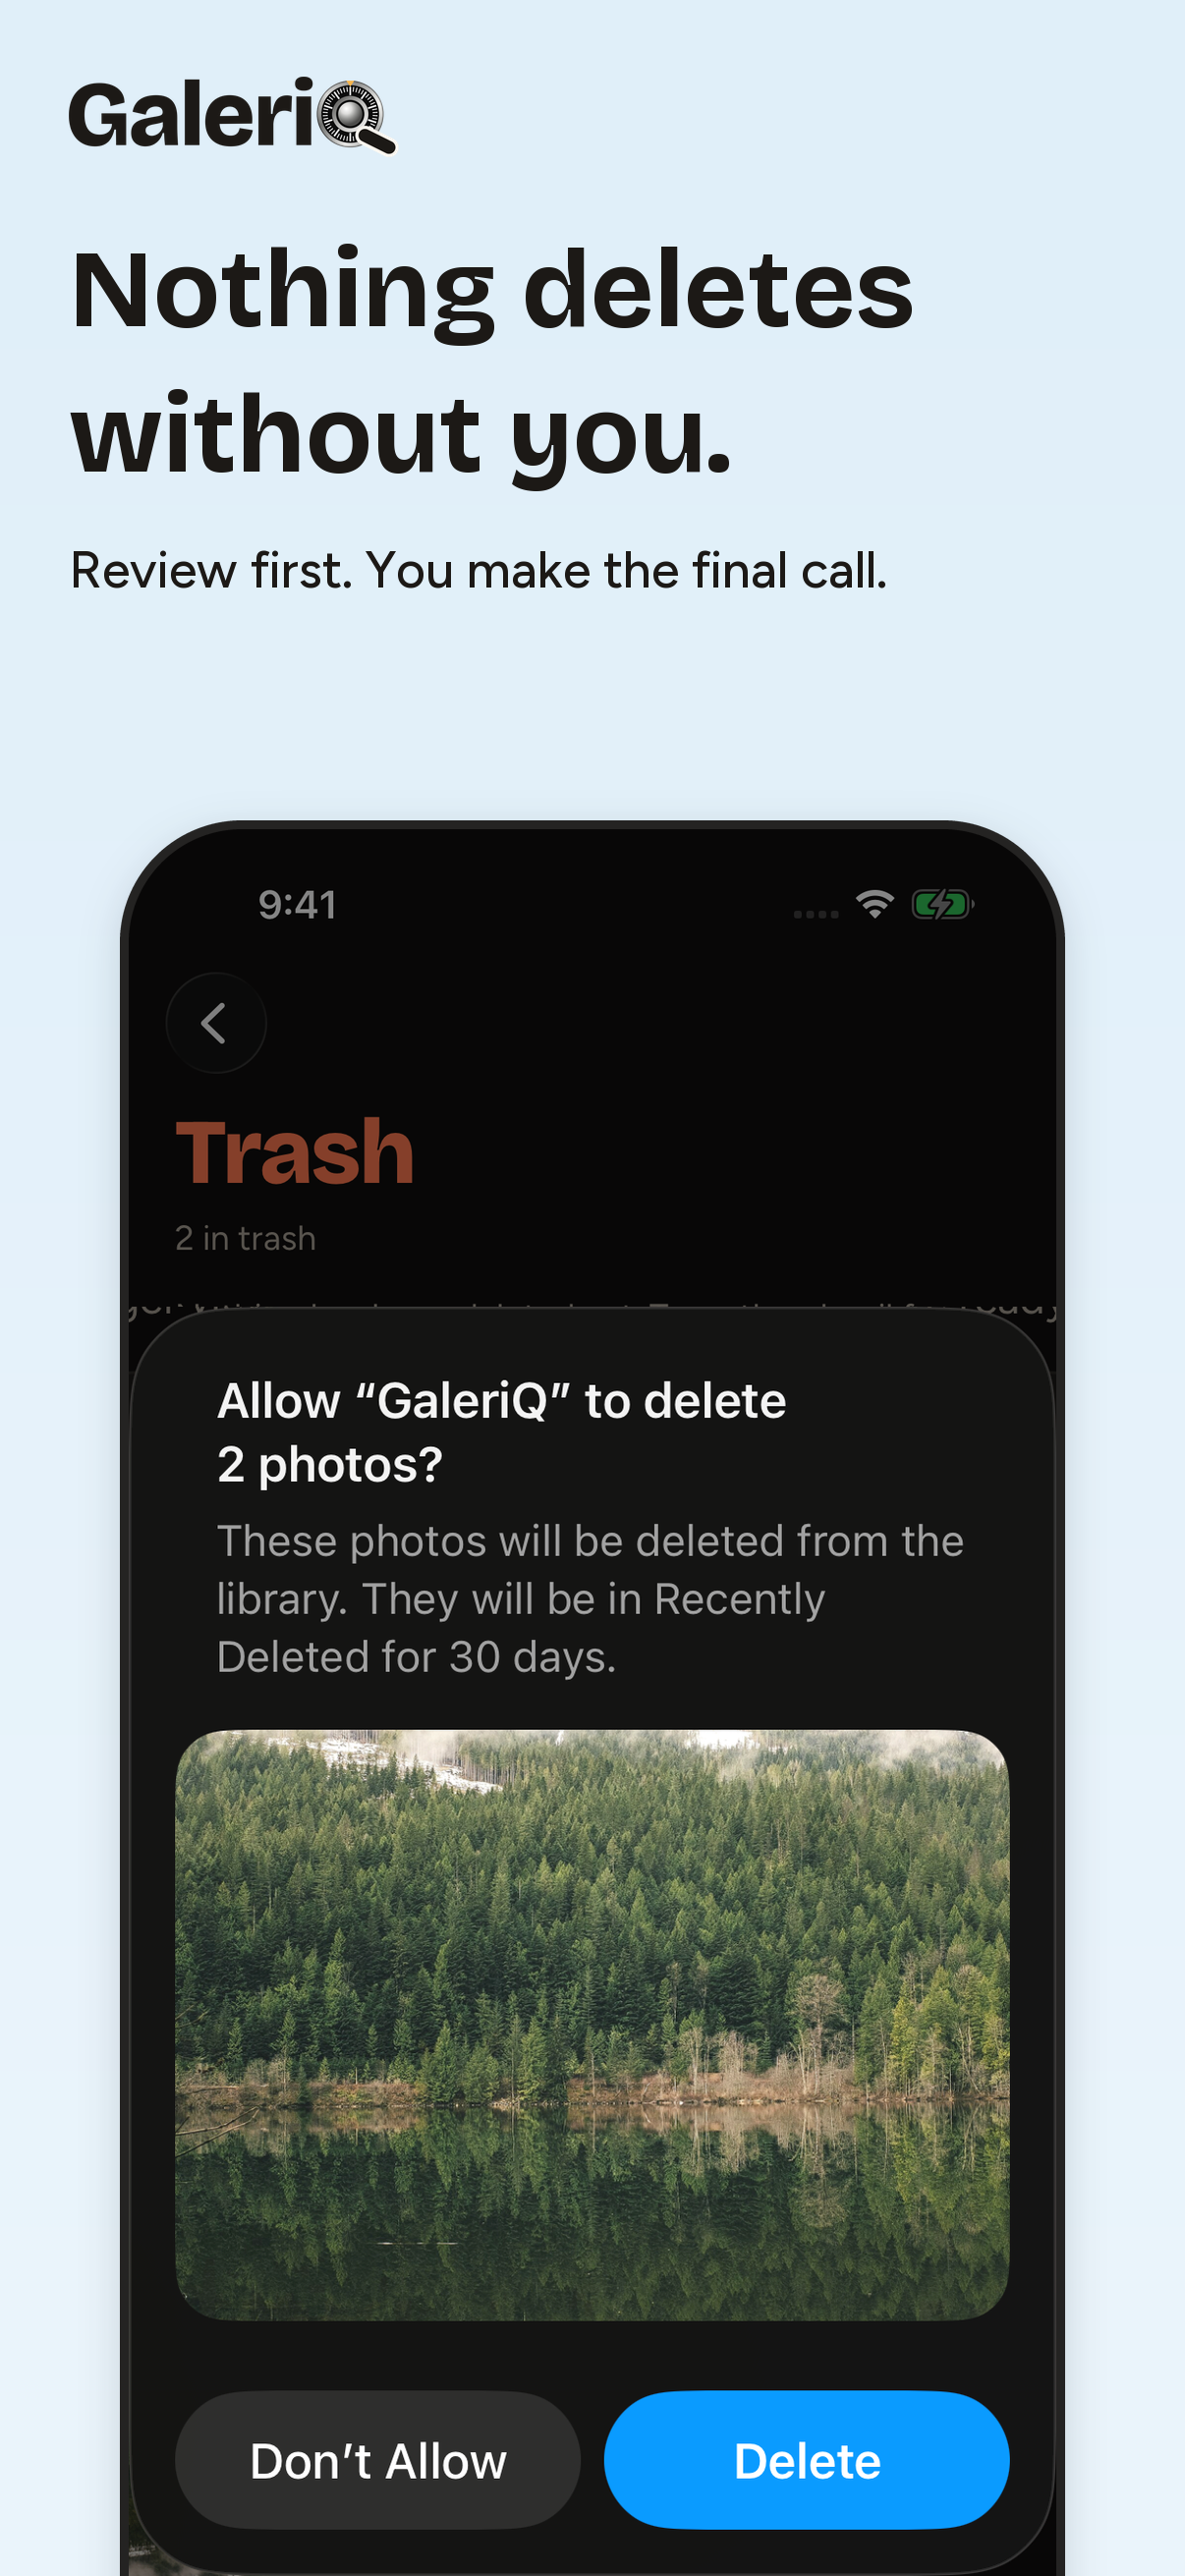 GaleriQ
Nothing deletes
without you.
Review first. You make the final call.
9:41
Trash
2 in trash
Allow “GaleriQ” to delete
2 photos?
These photos will be deleted from the
library. They will be in Recently
Deleted for 30 days.
Don’t Allow
Delete